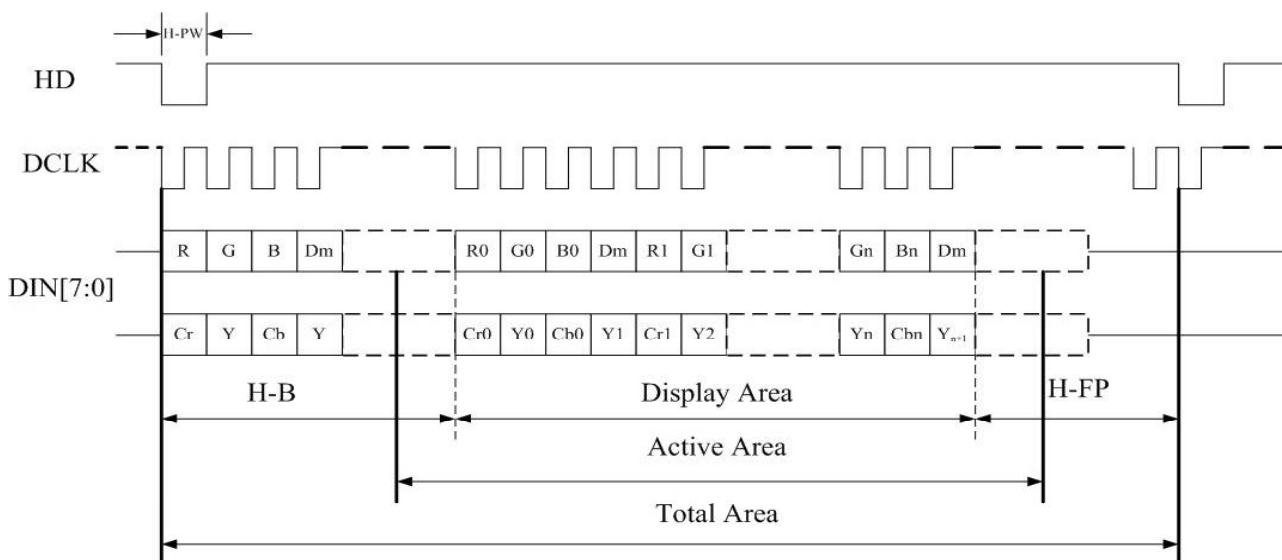 H-PW
HD
DCLK
R G B Dm R0 G0 B0 Dm R1 G1 Gn Bn Dm
DIN[7:0]
Cr Y Cb Y Cr0 Y0 Cb0 Y1 Cr1 Y2 Yn Cbn Yn+1
H-B Display Area H-FP
Active Area
Total Area